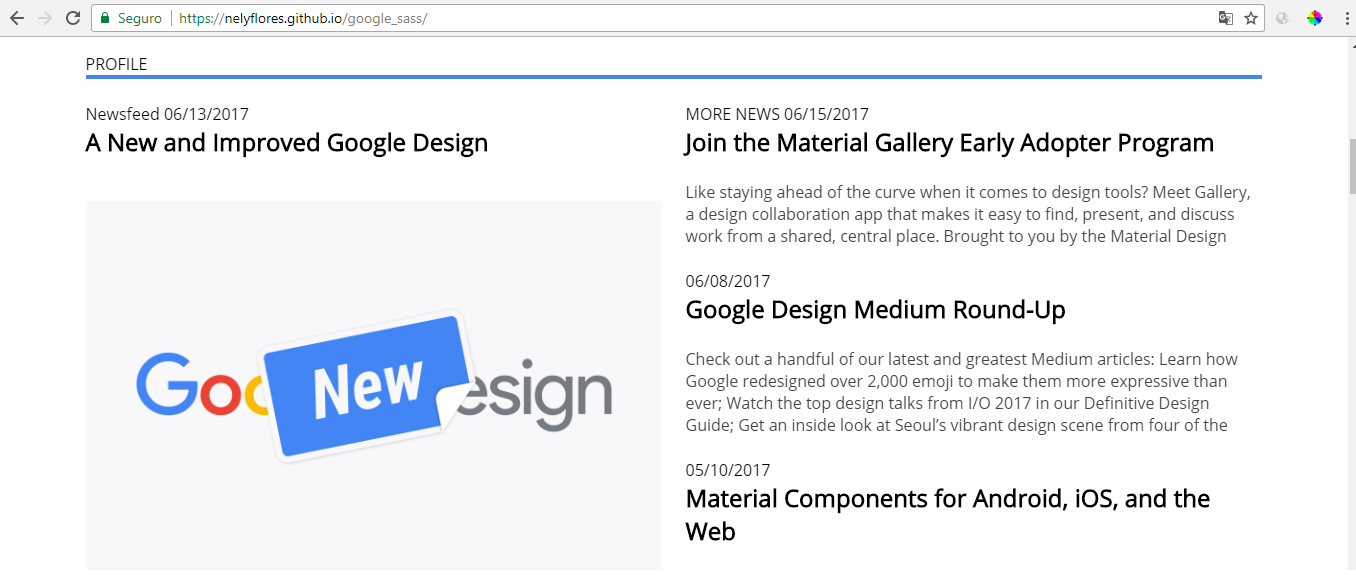 Seguro
https://nelyflores.github.io/google_sass/
PROFILE
Newsfeed 06/13/2017
A New and Improved Google Design
Goo
New
esign
MORE NEWS 06/15/2017
Join the Material Gallery Early Adopter Program
Like staying ahead of the curve when it comes to design tools? Meet Gallery,
a design collaboration app that makes it easy to find, present, and discuss
work from a shared, central place. Brought to you by the Material Design
06/08/2017
Google Design Medium Round-Up
Check out a handful of our latest and greatest Medium articles: Learn how
Google redesigned over 2,000 emoji to make them more expressive than
ever; Watch the top design talks from I/O 2017 in our Definitive Design
Guide; Get an inside look at Seoul’s vibrant design scene from four of the
05/10/2017
Material Components for Android, iOS, and the
Web